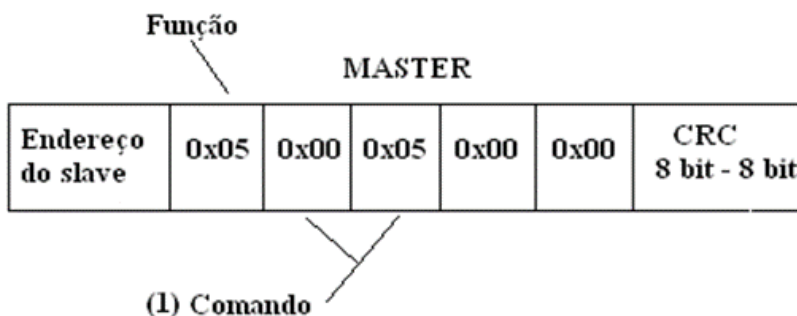 Função
MASTER
Endereço do slave
0x05 0x00 0x05 0x00 0x00
CRC
8 bit - 8 bit
(1) Comando